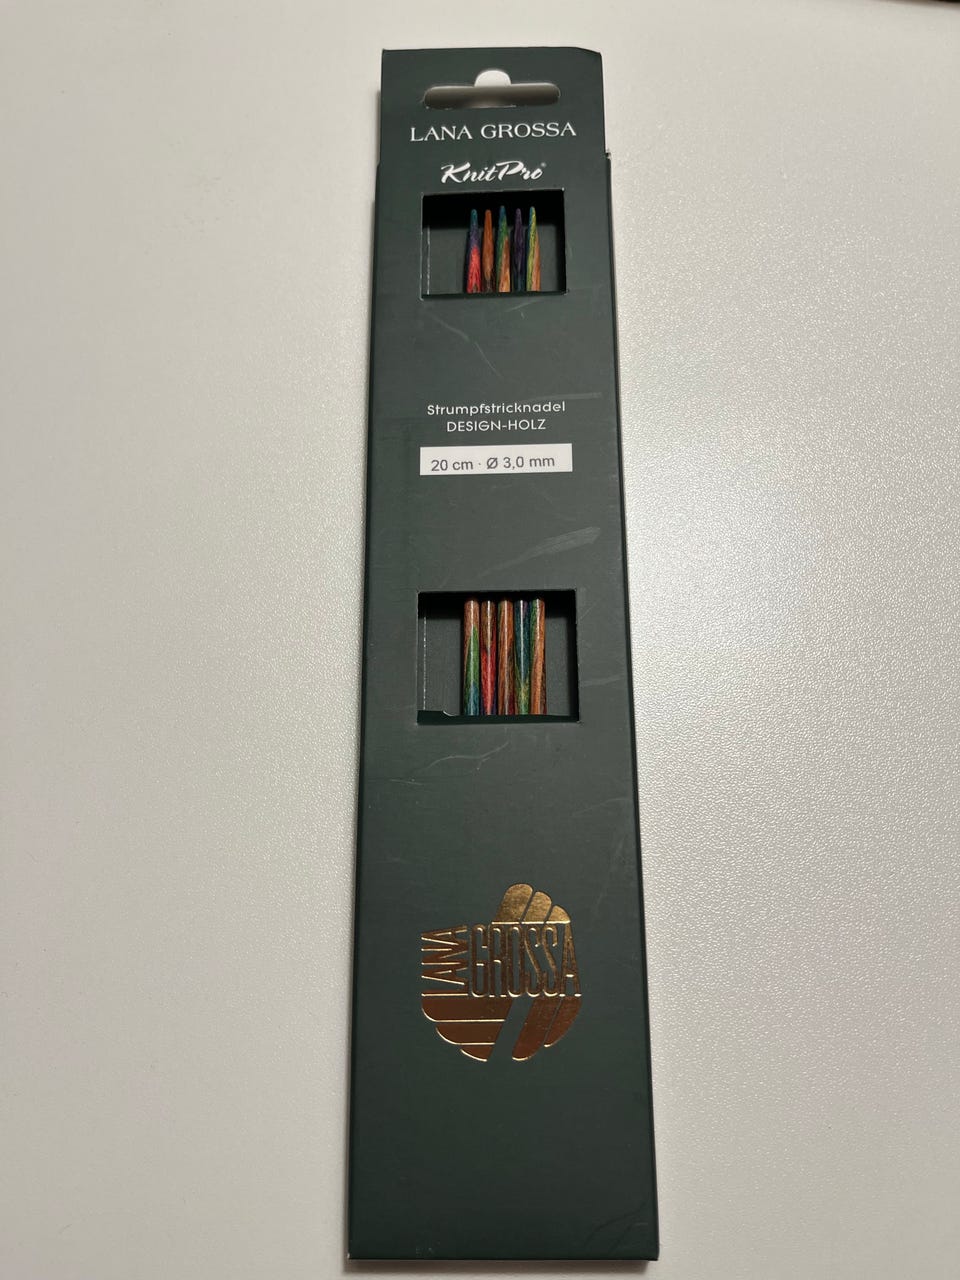 LANA GROSSA
KnitPro®
Strumpfstricknadel
DESIGN-HOLZ
20 cm · Ø 3,0 mm
LANA
GROSSA